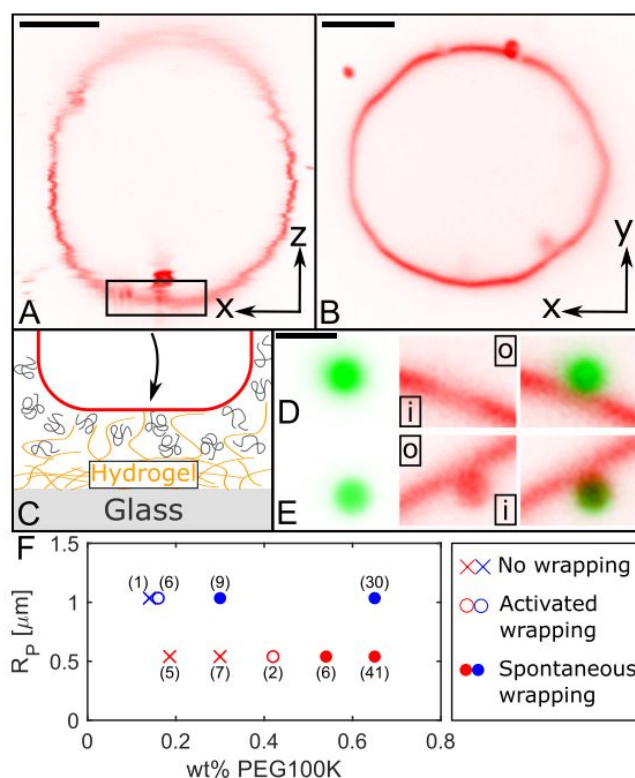 z
y
A
x
B
x
C
Hydrogel
Glass
D
i
o
E
o
i
F
R_P [μm]
1.5
1
0.5
0
(1)
(6)
(9)
(30)
(5)
(7)
(2)
(6)
(41)
0
0.2
0.4
0.6
0.8
wt% PEG100K
No wrapping
Activated
wrapping
Spontaneous
wrapping